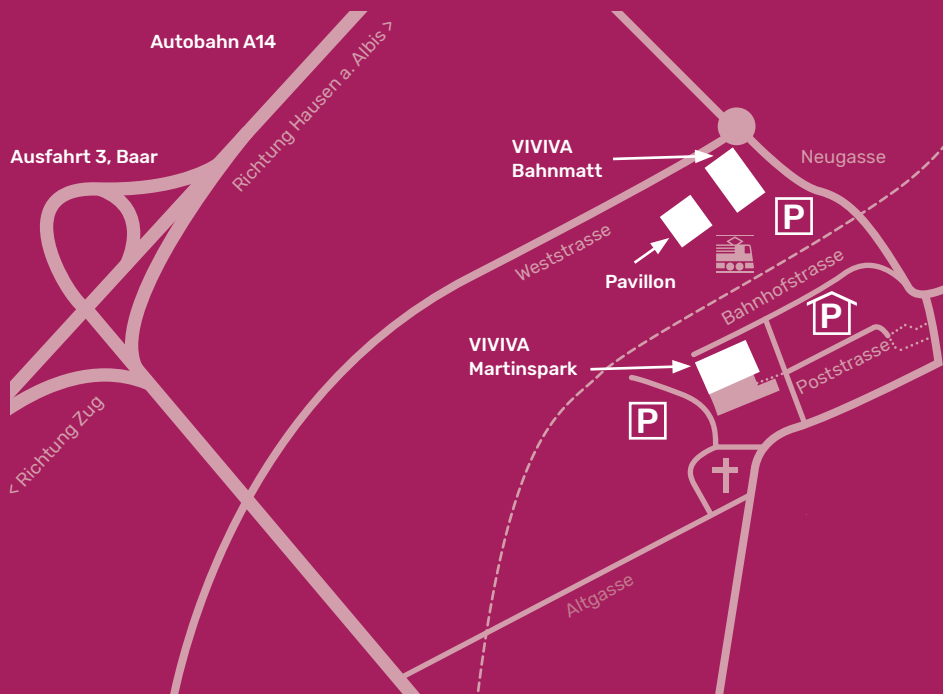 Autobahn A14
Richtung Hausen a. Albis >
Ausfahrt 3, Baar
VIVIVA
Bahnmatt
Neugasse
P
Weststrasse
Pavillon
Bahnhofstrasse
P
VIVIVA
Martinspark
Poststrasse
P
< Richtung Zug
Altgasse